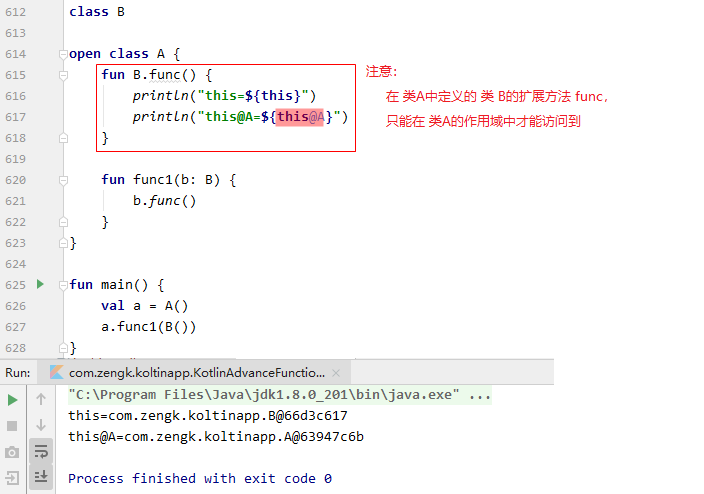 612 class B
613
614 open class A {
615 fun B.func() {
616 println("this=${this}")
617 println("this@A=${this@A}")
618 }
619
620 fun func1(b: B) {
621 b.func()
622 }
623 }
624
625 fun main() {
626 val a = A()
627 a.func1(B())
628 }
注意:
在 类A中定义的 类 B的扩展方法 func,
只能在 类A的作用域中才能访问到
Run: com.zengk.koltinapp.KotlinAdvanceFunctio... ×
"C:\Program Files\Java\jdk1.8.0_201\bin\java.exe" ...
this=com.zengk.koltinapp.B@66d3c617
this@A=com.zengk.koltinapp.A@63947c6b
Process finished with exit code 0